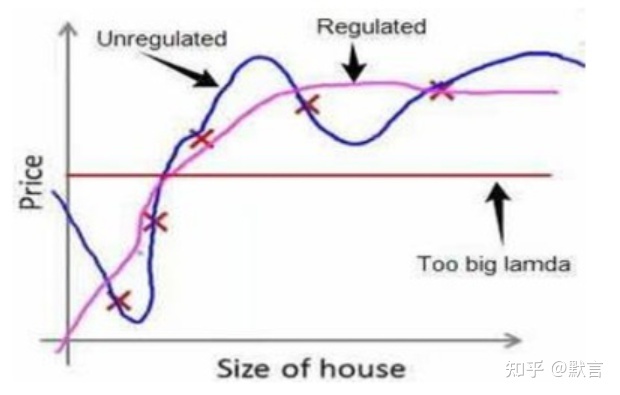 Regulated
Unregulated
Price
Too big lamda
Size of house
知乎 @默言